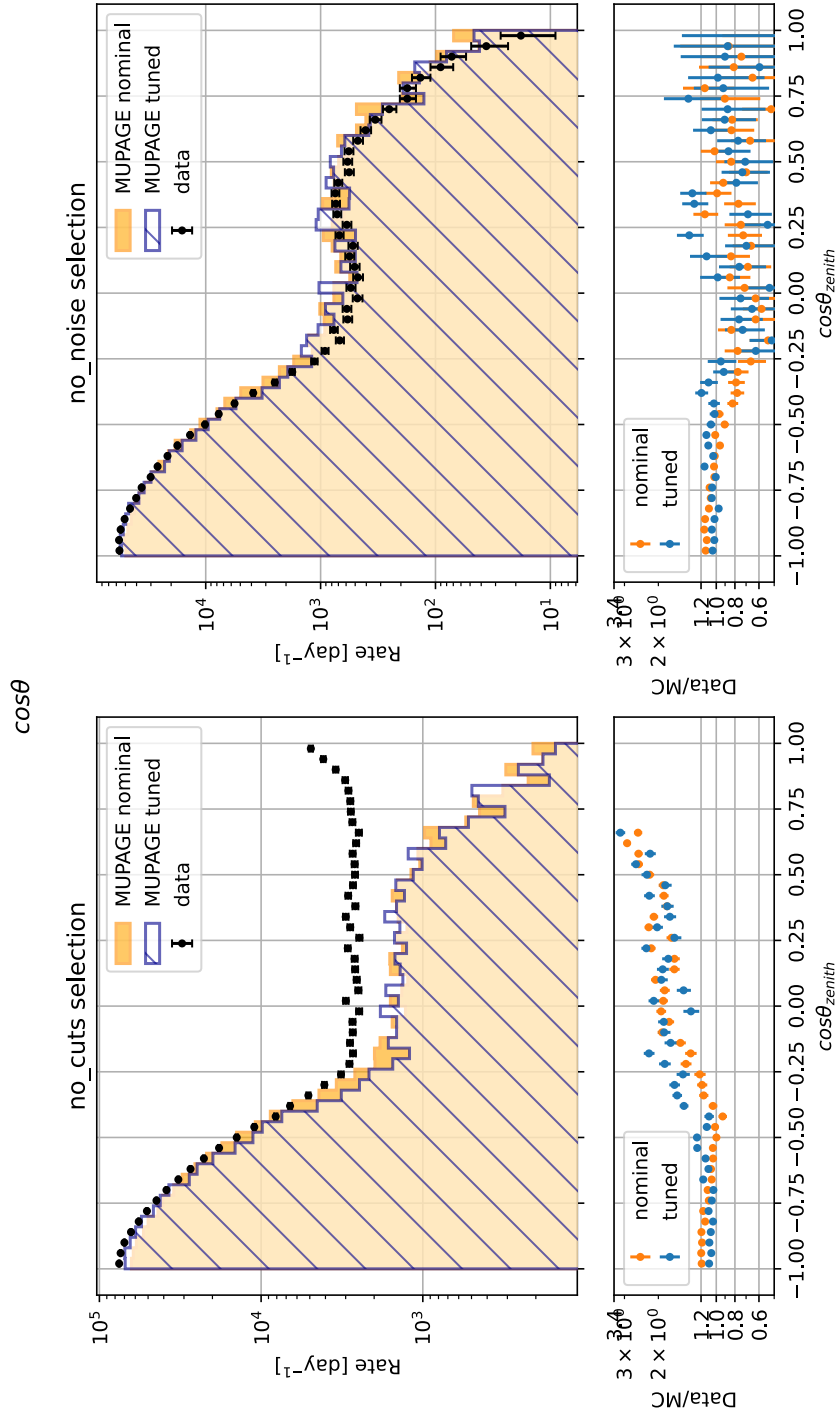 cosθ
no_cuts selection
MUPAGE nominal
MUPAGE tuned
data
Rate [day⁻¹]
10⁵
10⁴
10³
nominal
tuned
Data/MC
3.4
3 × 10⁰
2 × 10⁰
1.2
1.0
0.8
0.6
−1.00 −0.75 −0.50 −0.25 0.00 0.25 0.50 0.75 1.00
cosθzenith
no_noise selection
MUPAGE nominal
MUPAGE tuned
data
Rate [day⁻¹]
10⁴
10³
10²
10¹
nominal
tuned
Data/MC
3.4
3 × 10⁰
2 × 10⁰
1.2
1.0
0.8
0.6
−1.00 −0.75 −0.50 −0.25 0.00 0.25 0.50 0.75 1.00
cosθzenith